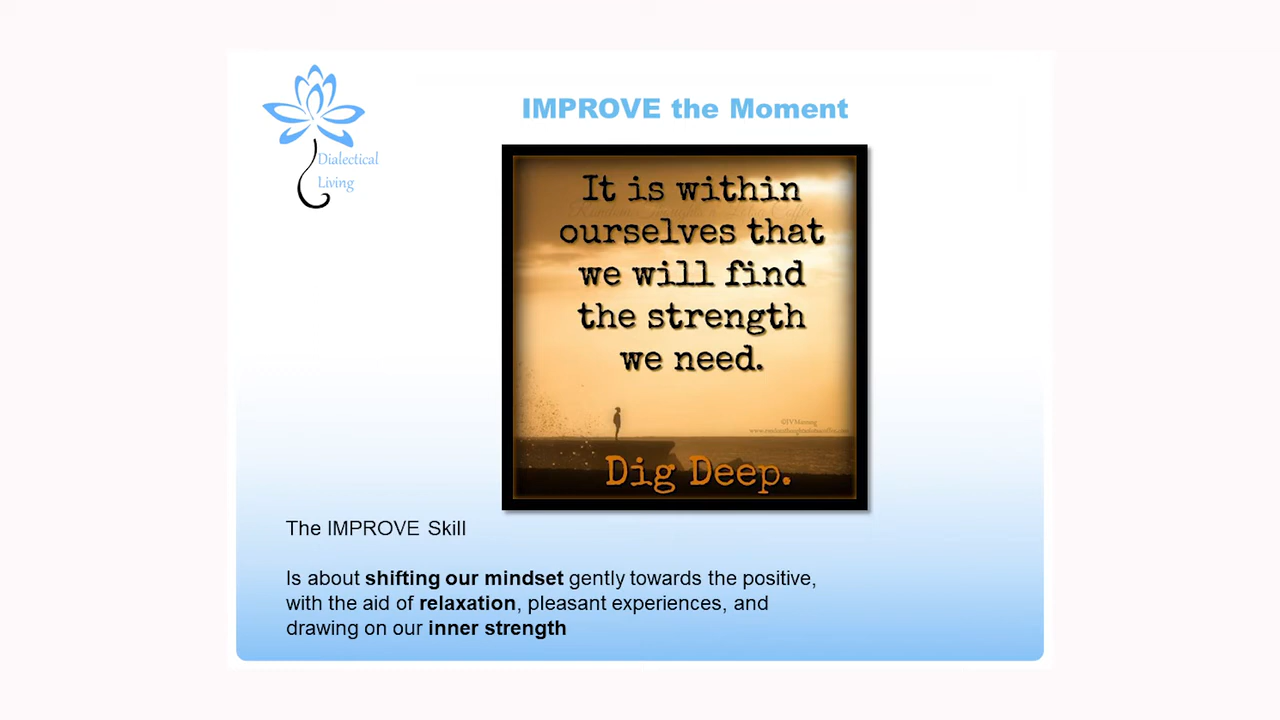 Dialectical
Living
IMPROVE the Moment
It is within
ourselves that
we will find
the strength
we need.
Dig Deep.
The IMPROVE Skill
Is about shifting our mindset gently towards the positive,
with the aid of relaxation, pleasant experiences, and
drawing on our inner strength